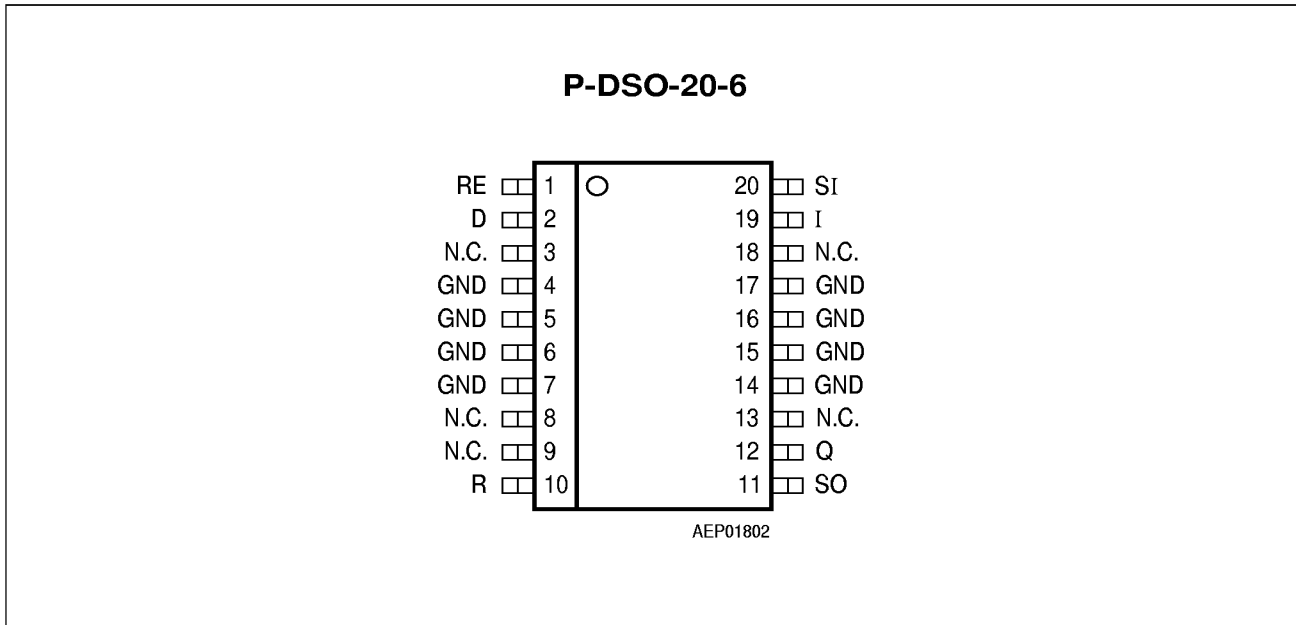 P-DSO-20-6
RE 1 20 SI
D 2 19 I
N.C. 3 18 N.C.
GND 4 17 GND
GND 5 16 GND
GND 6 15 GND
GND 7 14 GND
N.C. 8 13 N.C.
N.C. 9 12 Q
R 10 11 SO
AEP01802